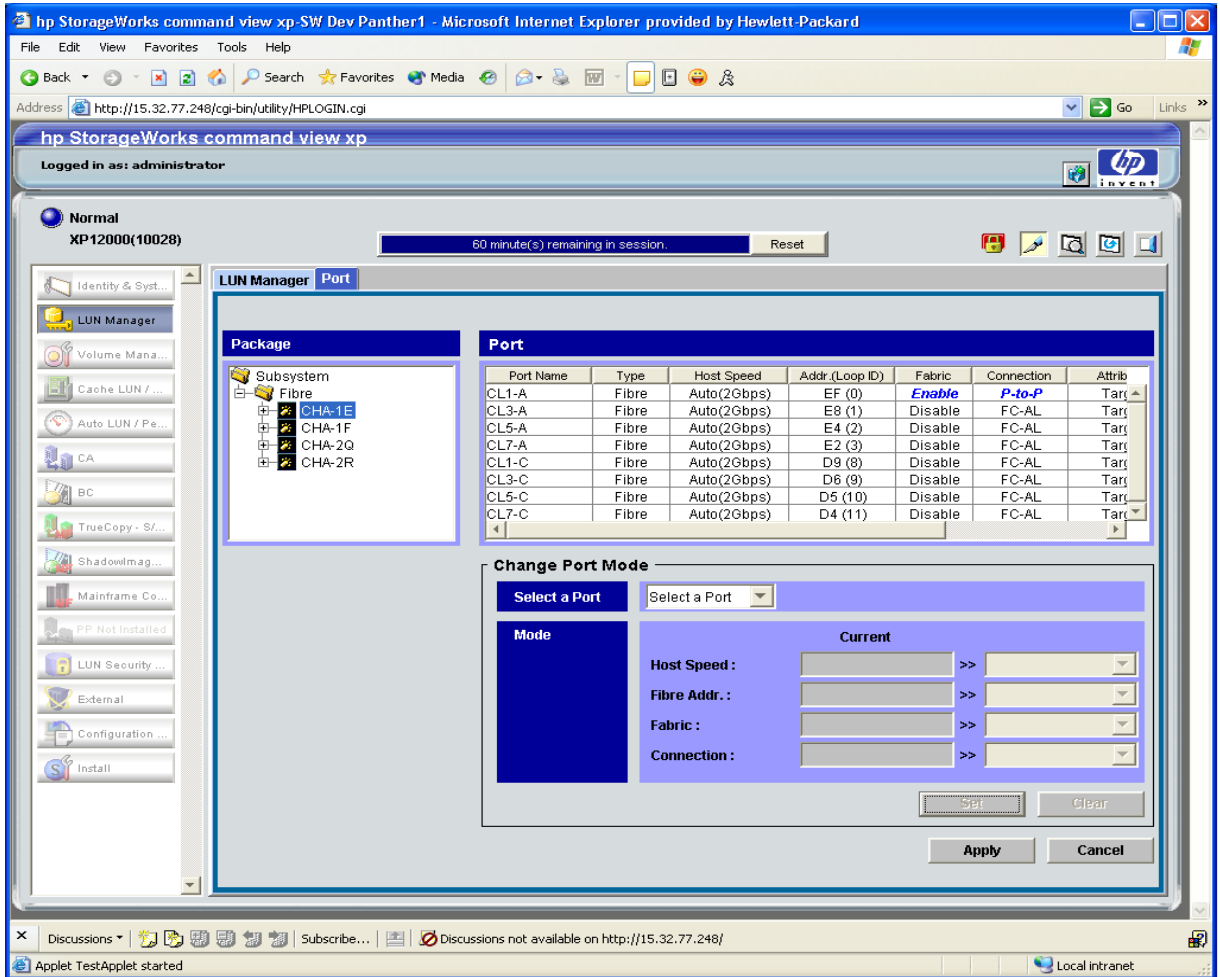 hp StorageWorks command view xp-SW Dev Panther1 - Microsoft Internet Explorer provided by Hewlett-Packard
File Edit View Favorites Tools Help
Back Search Favorites Media
Address http://15.32.77.248/cgi-bin/utility/HPLOGIN.cgi Go Links »
hp StorageWorks command view xp
Logged in as: administrator
hp
invent
Normal
XP12000(10028)
60 minute(s) remaining in session. Reset
Identity & Syst...
LUN Manager
Volume Mana...
Cache LUN / ...
Auto LUN / Pe...
CA
BC
TrueCopy - S/...
ShadowImag...
Mainframe Co...
PP Not Installed
LUN Security ...
External
Configuration ...
Install
LUN Manager Port
Package
Subsystem
Fibre
CHA-1E
CHA-1F
CHA-2Q
CHA-2R
Port
Port Name Type Host Speed Addr.(Loop ID) Fabric Connection Attrib
CL1-A Fibre Auto(2Gbps) EF (0) Enable P-to-P Targ
CL3-A Fibre Auto(2Gbps) E8 (1) Disable FC-AL Targ
CL5-A Fibre Auto(2Gbps) E4 (2) Disable FC-AL Targ
CL7-A Fibre Auto(2Gbps) E2 (3) Disable FC-AL Targ
CL1-C Fibre Auto(2Gbps) D9 (8) Disable FC-AL Targ
CL3-C Fibre Auto(2Gbps) D6 (9) Disable FC-AL Targ
CL5-C Fibre Auto(2Gbps) D5 (10) Disable FC-AL Targ
CL7-C Fibre Auto(2Gbps) D4 (11) Disable FC-AL Targ
Change Port Mode
Select a Port Select a Port
Mode Current
Host Speed : >>
Fibre Addr. : >>
Fabric : >>
Connection : >>
Set Clear
Apply Cancel
× Discussions Subscribe... Discussions not available on http://15.32.77.248/
Applet TestApplet started Local intranet